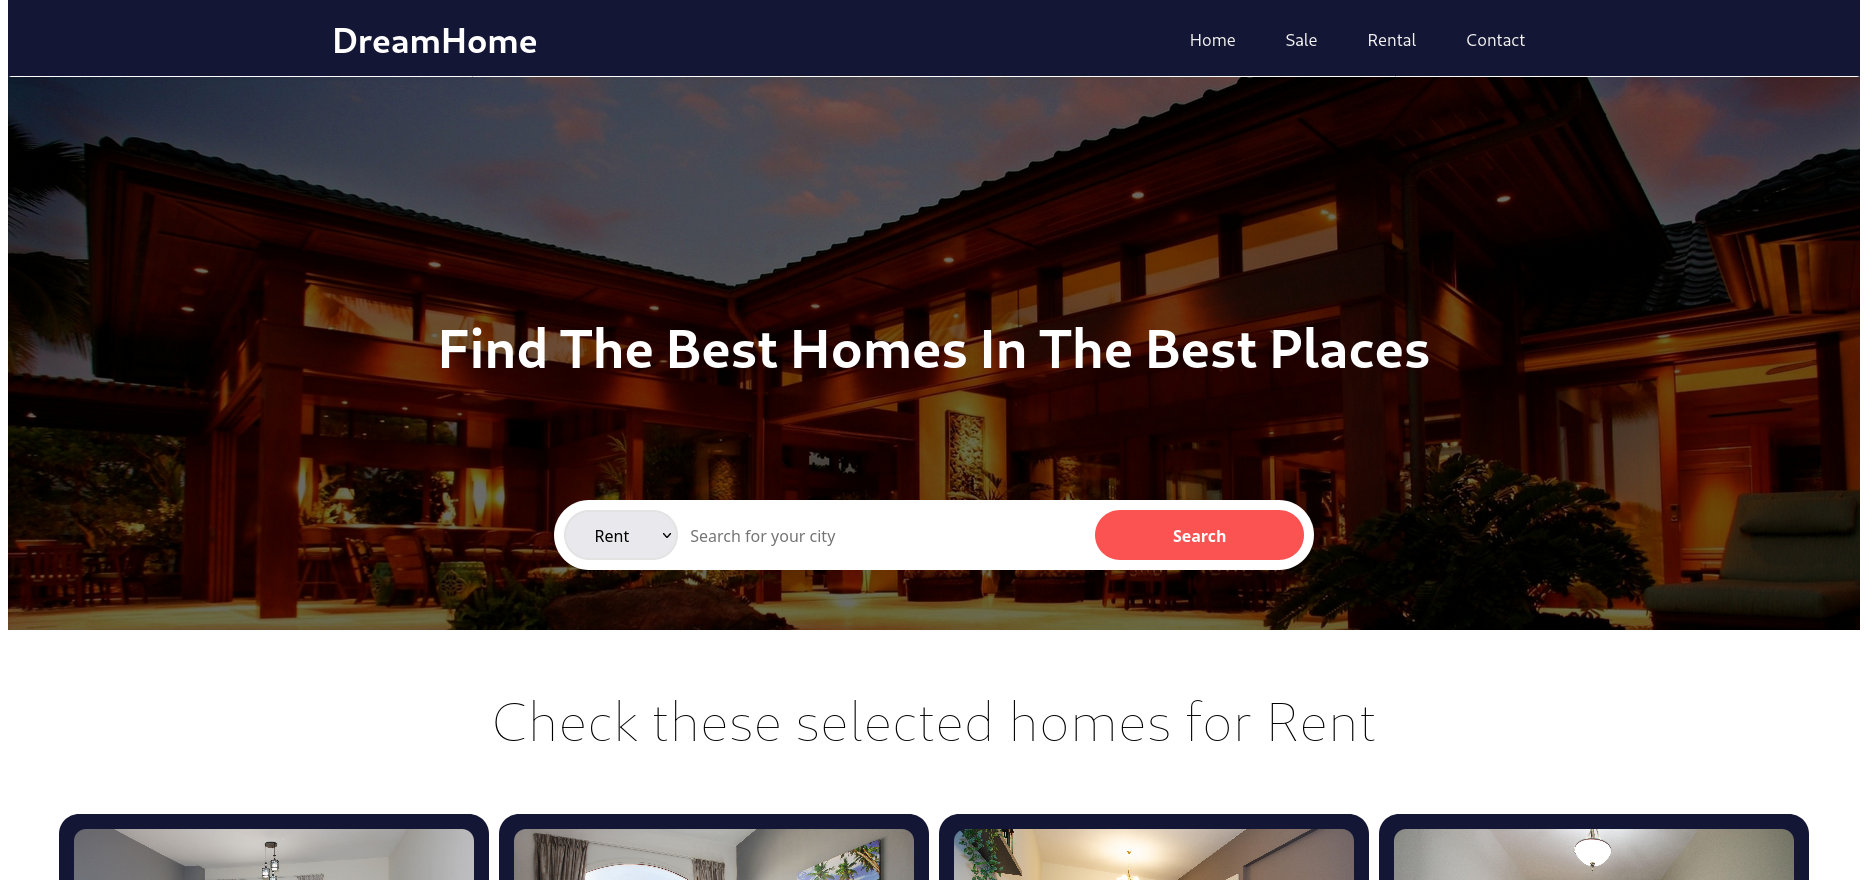 DreamHome
Home
Sale
Rental
Contact
Find The Best Homes In The Best Places
Rent
Search for your city
Search
Check these selected homes for Rent